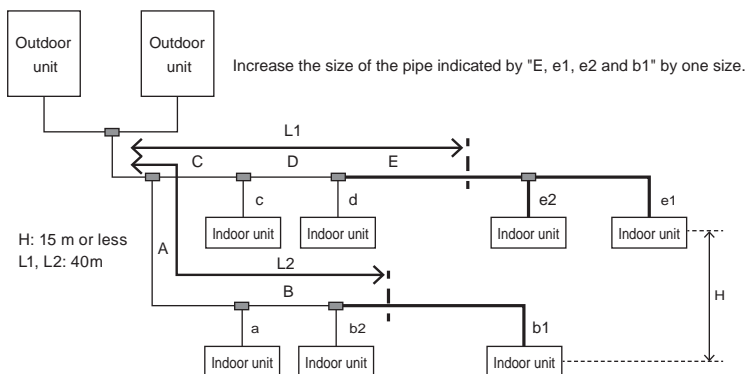 Outdoor
unit
Outdoor
unit
Increase the size of the pipe indicated by "E, e1, e2 and b1" by one size.
L1
C
D
E
c
d
e2
e1
Indoor unit
Indoor unit
Indoor unit
Indoor unit
H: 15 m or less
L1, L2: 40m
A
L2
H
B
a
b2
b1
Indoor unit
Indoor unit
Indoor unit